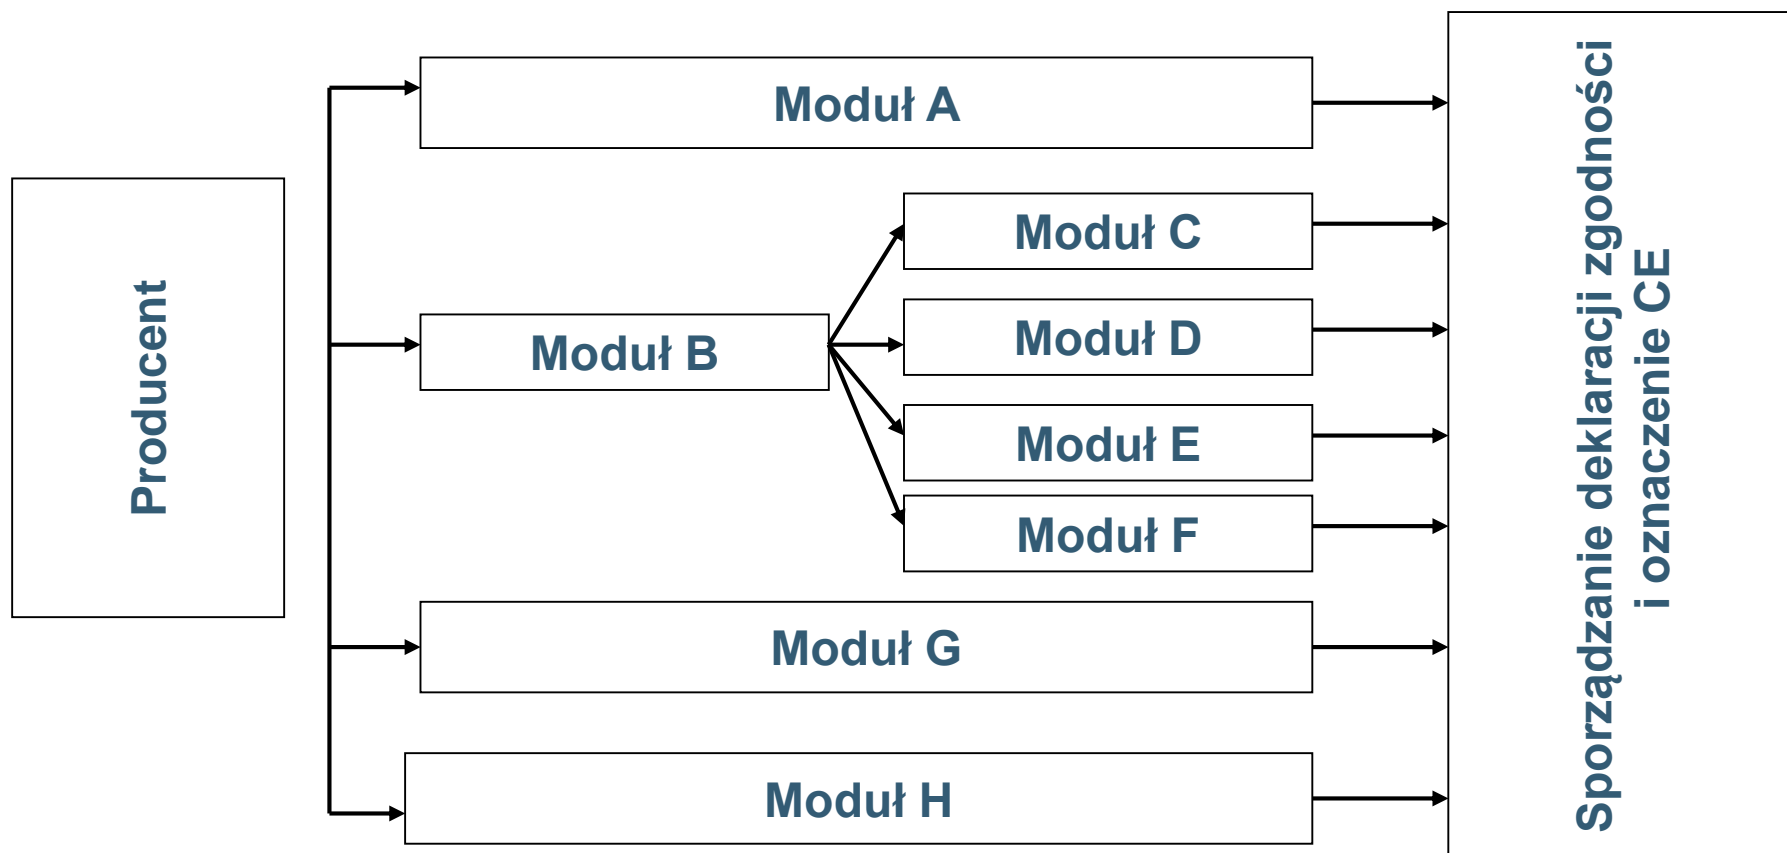 Producent
Moduł A
Moduł B
Moduł C
Moduł D
Moduł E
Moduł F
Moduł G
Moduł H
Sporządzanie deklaracji zgodności
i oznaczenie CE